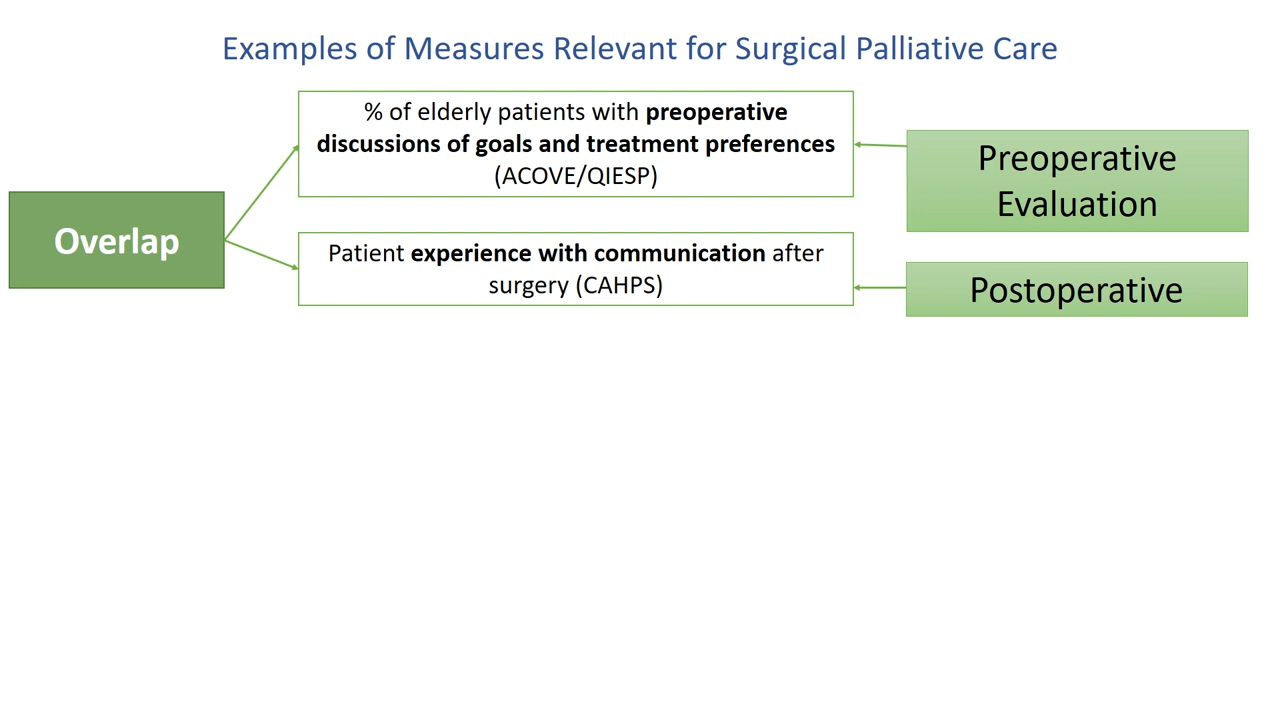 Examples of Measures Relevant for Surgical Palliative Care
% of elderly patients with preoperative
discussions of goals and treatment preferences
(ACOVE/QIESP)
Preoperative
Evaluation
Overlap
Patient experience with communication after
surgery (CAHPS)
Postoperative